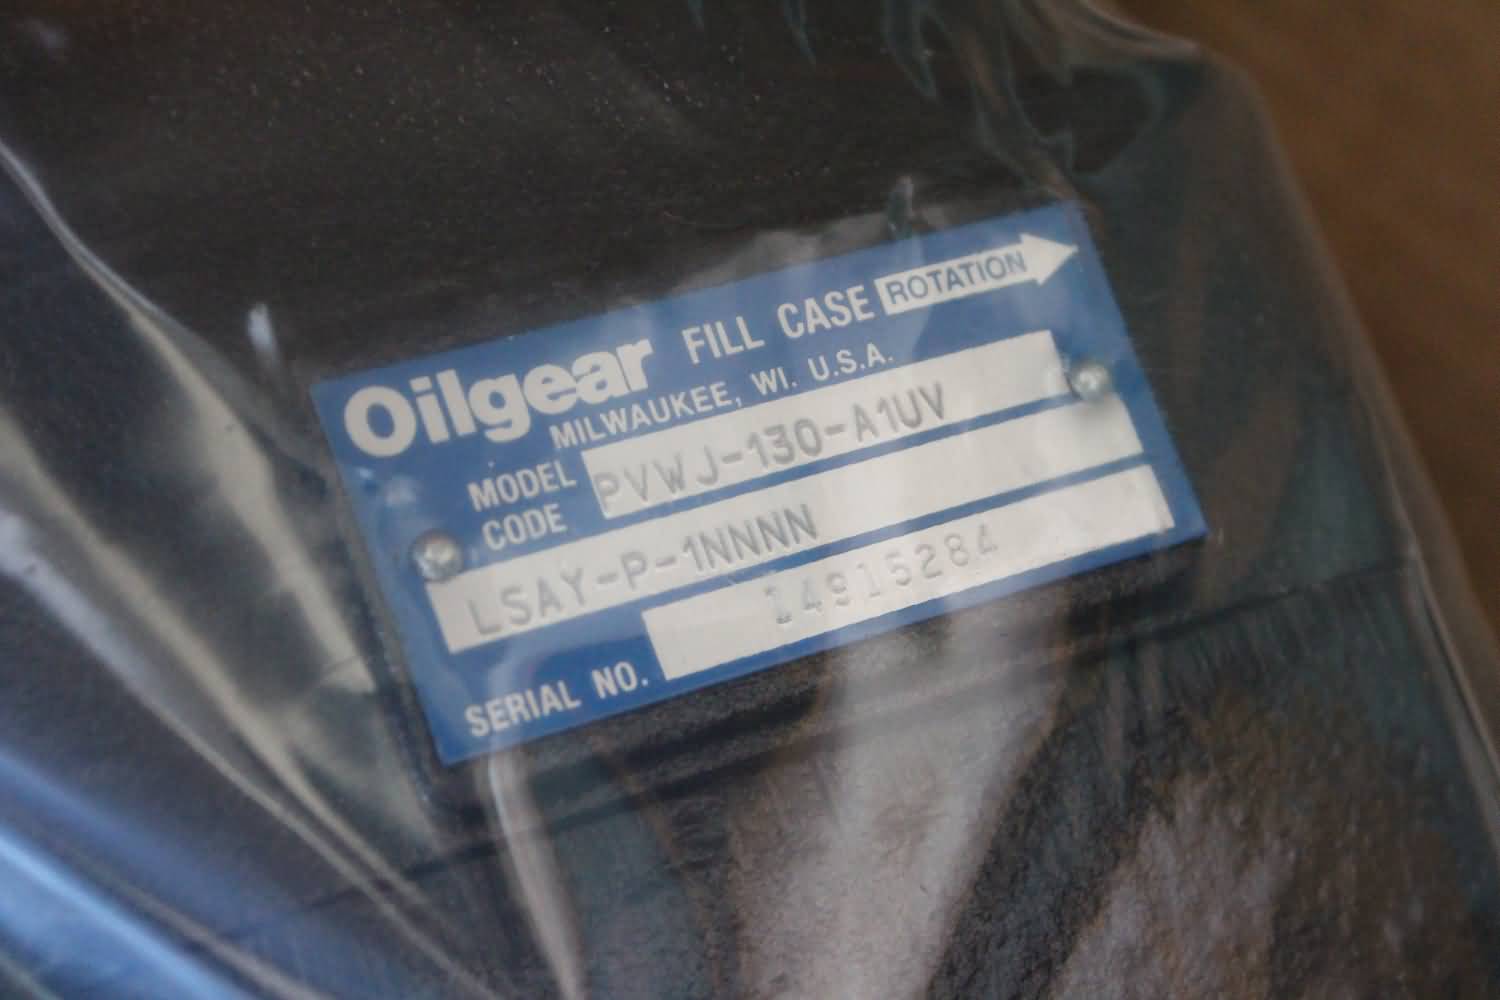 Oilgear FILL CASE ROTATION
MILWAUKEE, WI. U.S.A.
MODEL CODE PVWJ-130-A1UV
LSAY-P-1NNNN
SERIAL NO. 14915284